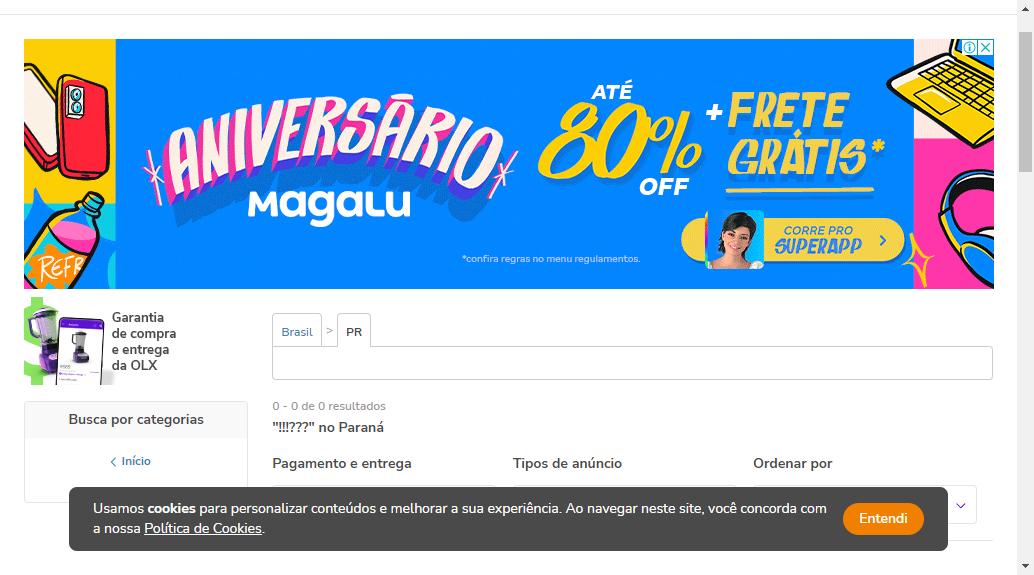 ANIVERSÁRIO
MAGALU
ATÉ
80%
OFF
+FRETE
GRÁTIS*
CORRE PRO
SUPERAPP
*confira regras no menu regulamentos.
REFR
Garantia
de compra
e entrega
da OLX
Brasil > PR
0 - 0 de 0 resultados
"!!!???" no Paraná
Busca por categorias
Início
Pagamento e entrega
Tipos de anúncio
Ordenar por
Usamos cookies para personalizar conteúdos e melhorar a sua experiência. Ao navegar neste site, você concorda com
a nossa Política de Cookies.
Entendi